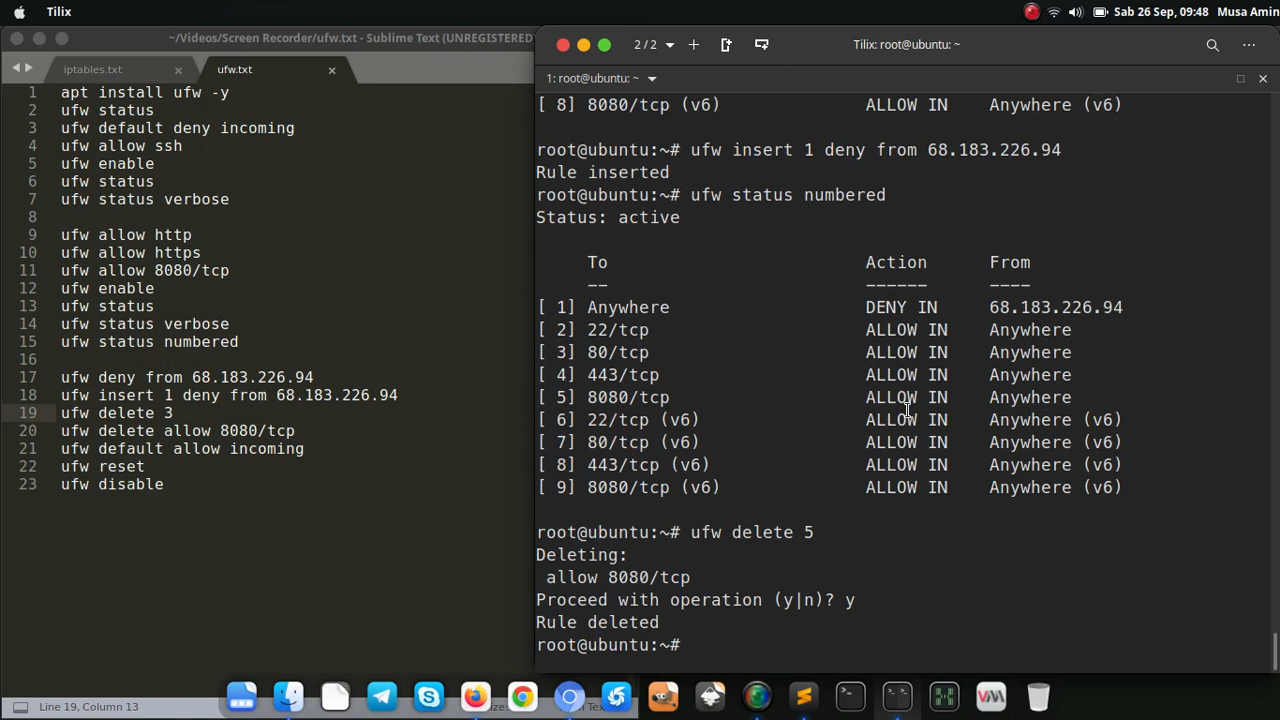 Tilix
Sab 26 Sep, 09:48 Musa Amin
~/Videos/Screen Recorder/ufw.txt - Sublime Text (UNREGISTERED
iptables.txt
ufw.txt
1 apt install ufw -y
2 ufw status
3 ufw default deny incoming
4 ufw allow ssh
5 ufw enable
6 ufw status
7 ufw status verbose
8
9 ufw allow http
10 ufw allow https
11 ufw allow 8080/tcp
12 ufw enable
13 ufw status
14 ufw status verbose
15 ufw status numbered
16
17 ufw deny from 68.183.226.94
18 ufw insert 1 deny from 68.183.226.94
19 ufw delete 3
20 ufw delete allow 8080/tcp
21 ufw default allow incoming
22 ufw reset
23 ufw disable
Line 19, Column 13
2/2
Tilix: root@ubuntu: ~
1: root@ubuntu: ~
[ 8] 8080/tcp (v6) ALLOW IN Anywhere (v6)
root@ubuntu:~# ufw insert 1 deny from 68.183.226.94
Rule inserted
root@ubuntu:~# ufw status numbered
Status: active
To Action From
-- ------ ----
[ 1] Anywhere DENY IN 68.183.226.94
[ 2] 22/tcp ALLOW IN Anywhere
[ 3] 80/tcp ALLOW IN Anywhere
[ 4] 443/tcp ALLOW IN Anywhere
[ 5] 8080/tcp ALLOW IN Anywhere
[ 6] 22/tcp (v6) ALLOW IN Anywhere (v6)
[ 7] 80/tcp (v6) ALLOW IN Anywhere (v6)
[ 8] 443/tcp (v6) ALLOW IN Anywhere (v6)
[ 9] 8080/tcp (v6) ALLOW IN Anywhere (v6)
root@ubuntu:~# ufw delete 5
Deleting:
allow 8080/tcp
Proceed with operation (y|n)? y
Rule deleted
root@ubuntu:~#